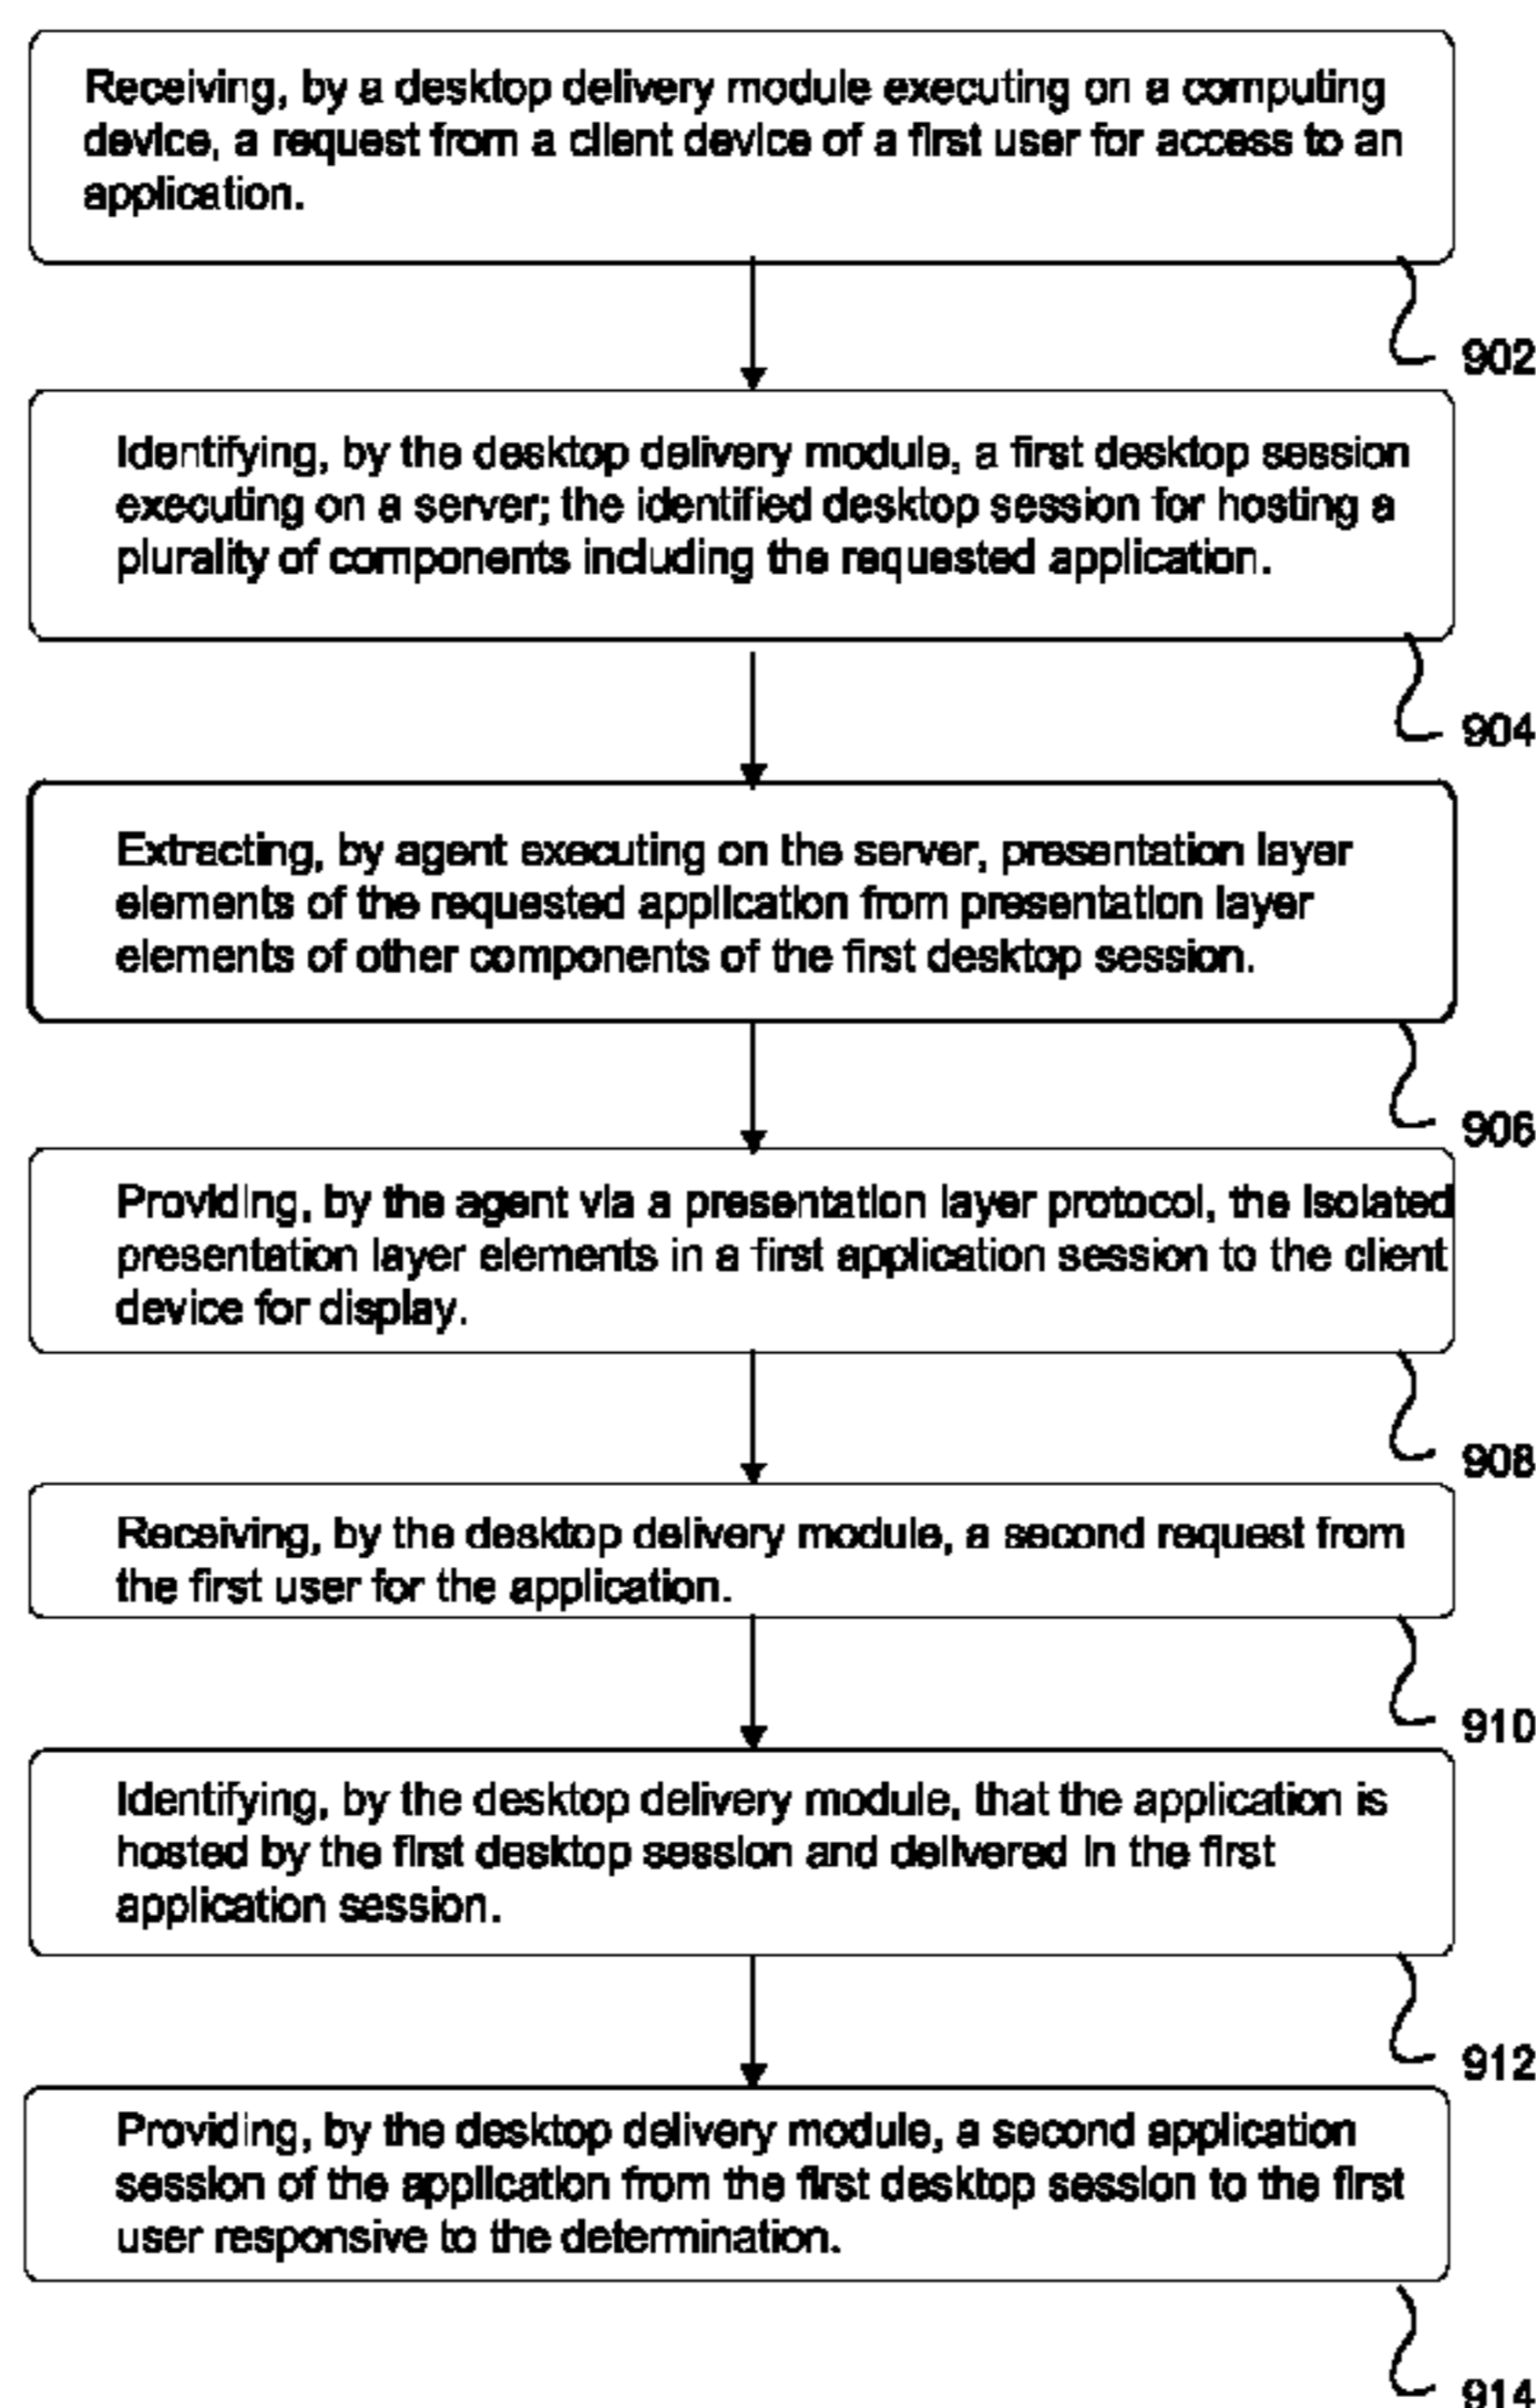 Receiving, by a desktop delivery module executing on a computing
device, a request from a client device of a first user for access to an
application.
902
Identifying, by the desktop delivery module, a first desktop session
executing on a server; the identified desktop session for hosting a
plurality of components including the requested application.
904
Extracting, by agent executing on the server, presentation layer
elements of the requested application from presentation layer
elements of other components of the first desktop session.
906
Providing, by the agent via a presentation layer protocol, the isolated
presentation layer elements in a first application session to the client
device for display.
908
Receiving, by the desktop delivery module, a second request from
the first user for the application.
910
Identifying, by the desktop delivery module, that the application is
hosted by the first desktop session and delivered in the first
application session.
912
Providing, by the desktop delivery module, a second application
session of the application from the first desktop session to the first
user responsive to the determination.
914